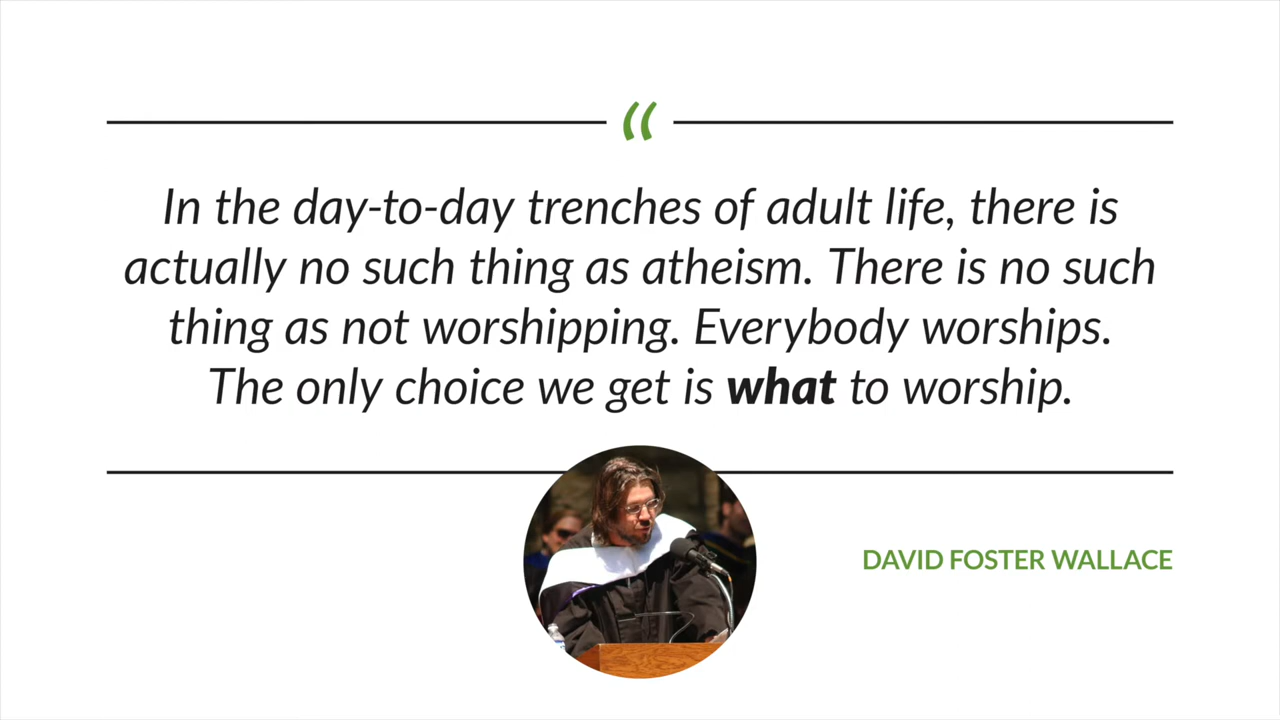 “
In the day-to-day trenches of adult life, there is
actually no such thing as atheism. There is no such
thing as not worshipping. Everybody worships.
The only choice we get is what to worship.
DAVID FOSTER WALLACE